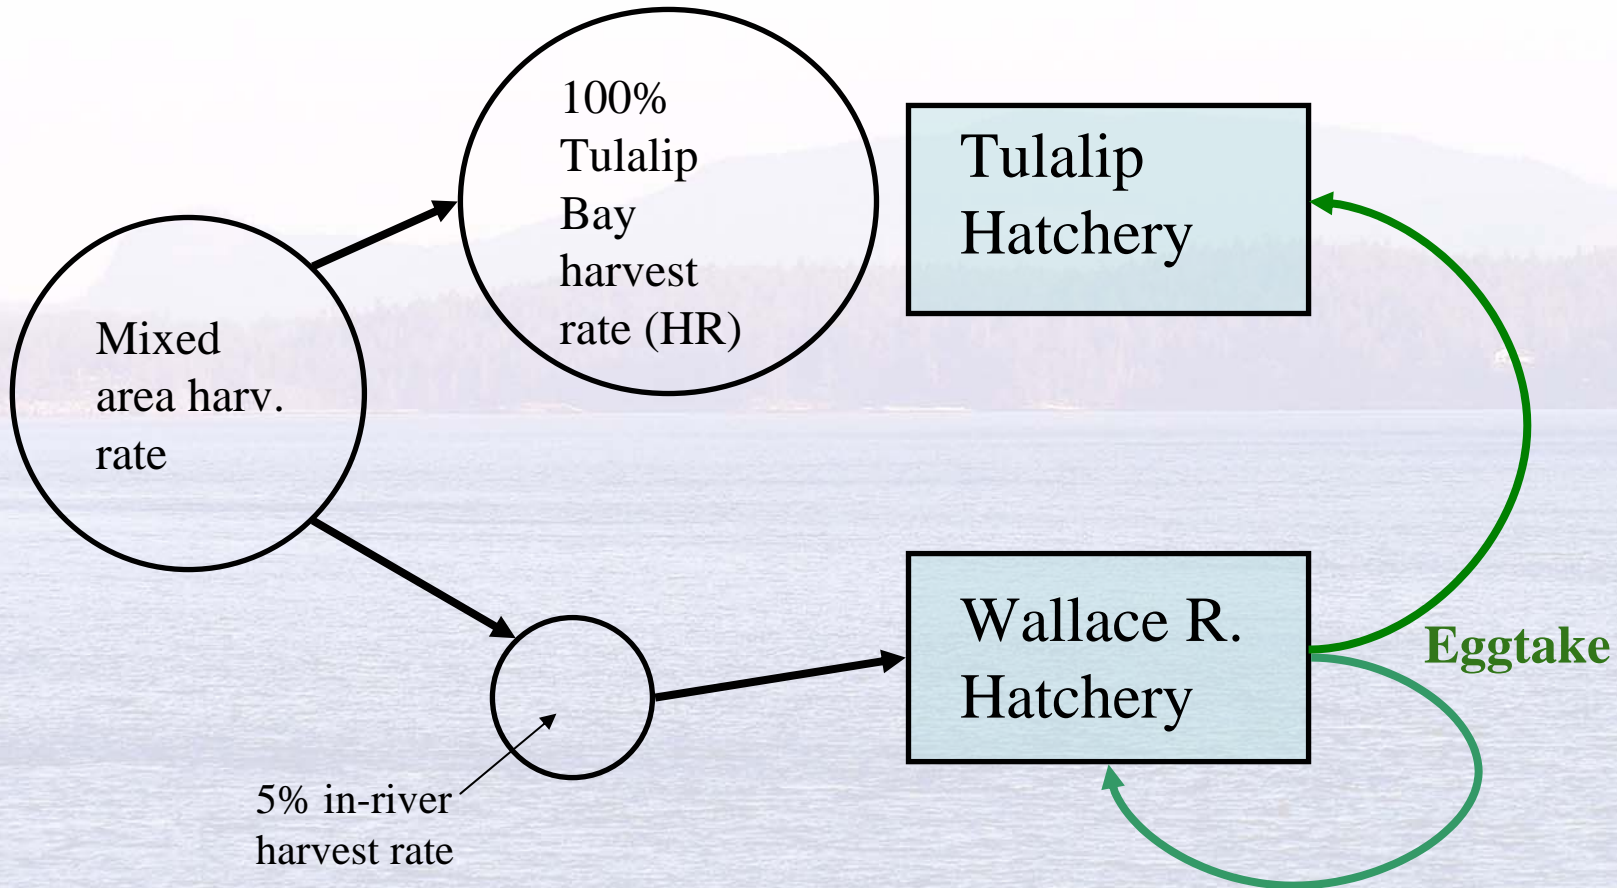 100%
Tulalip
Bay
harvest
rate (HR)
Tulalip
Hatchery
Mixed
area harv.
rate
Wallace R.
Hatchery
Eggtake
5% in-river
harvest rate